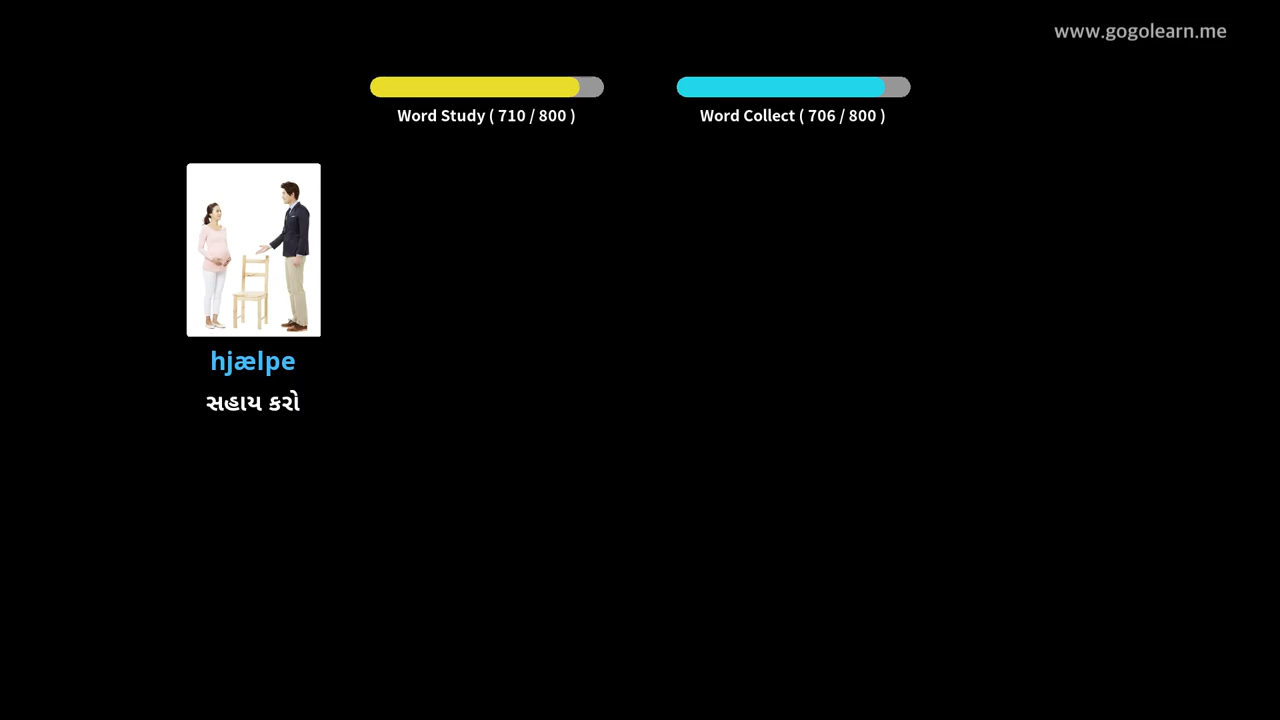 www.gogolearn.me
Word Study ( 710 / 800 )
Word Collect ( 706 / 800 )
hjælpe
સહાય કરો